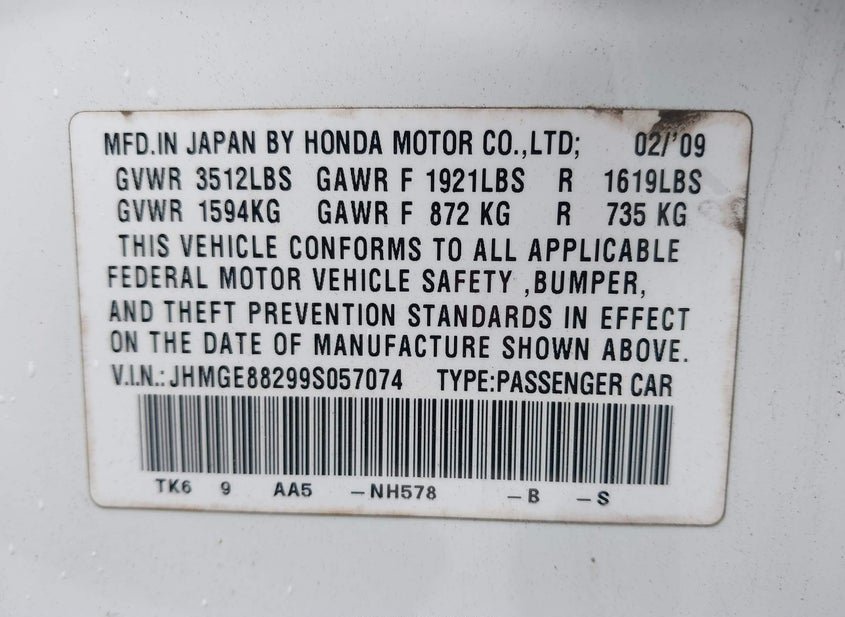 MFD.IN JAPAN BY HONDA MOTOR CO.,LTD; 02/'09
GVWR 3512LBS GAWR F 1921LBS R 1619LBS
GVWR 1594KG GAWR F 872 KG R 735 KG
THIS VEHICLE CONFORMS TO ALL APPLICABLE
FEDERAL MOTOR VEHICLE SAFETY ,BUMPER,
AND THEFT PREVENTION STANDARDS IN EFFECT
ON THE DATE OF MANUFACTURE SHOWN ABOVE.
V.I.N.: JHMGE88299S057074 TYPE:PASSENGER CAR
TK6 9 AA5 -NH578 -B -S